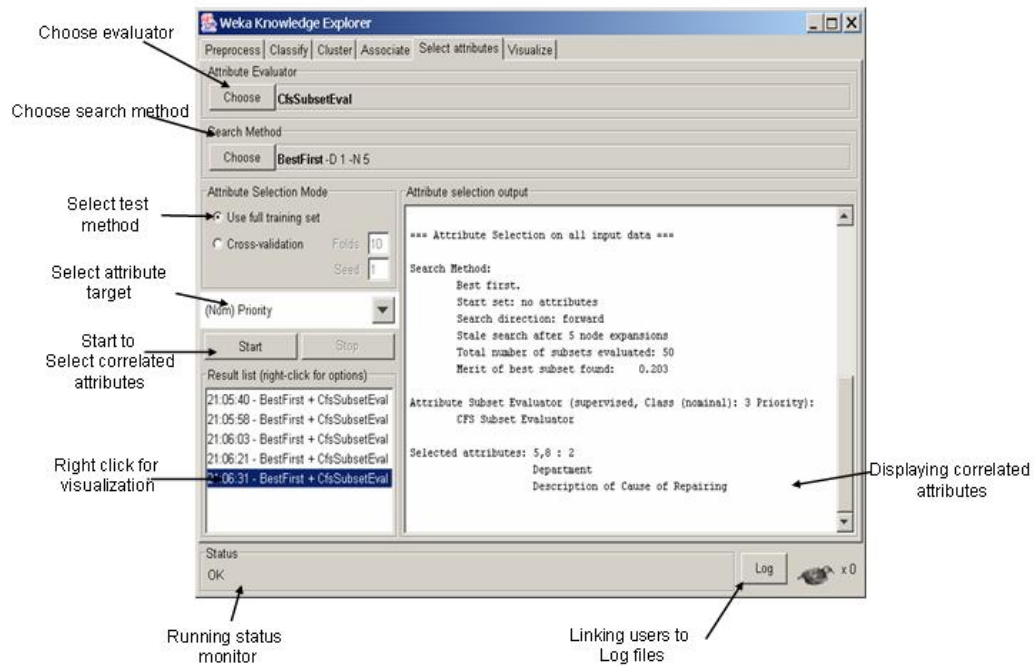 Weka Knowledge Explorer
Choose evaluator
Preprocess Classify Cluster Associate Select attributes Visualize
Attribute Evaluator
Choose CfsSubsetEval
Choose search method
Search Method
Choose BestFirst -D 1 -N 5
Attribute Selection Mode
Select test
method
Use full training set
Cross-validation Folds 10
Seed 1
Select attribute
target
(Nom) Priority
Start to
Select correlated
attributes
Start Stop
Result list (right-click for options)
21:05:40 - BestFirst + CfsSubsetEval
21:05:58 - BestFirst + CfsSubsetEval
21:06:03 - BestFirst + CfsSubsetEval
21:06:21 - BestFirst + CfsSubsetEval
21:06:31 - BestFirst + CfsSubsetEval
Right click for
visualization
Attribute selection output
=== Attribute Selection on all input data ===
Search Method:
Best first.
Start set: no attributes
Search direction: forward
Stale search after 5 node expansions
Total number of subsets evaluated: 50
Merit of best subset found: 0.203
Attribute Subset Evaluator (supervised, Class (nominal): 3 Priority):
CFS Subset Evaluator
Selected attributes: 5,8 : 2
Department
Description of Cause of Repairing
Displaying correlated
attributes
Status
OK
Log x 0
Running status
monitor
Linking users to
Log files